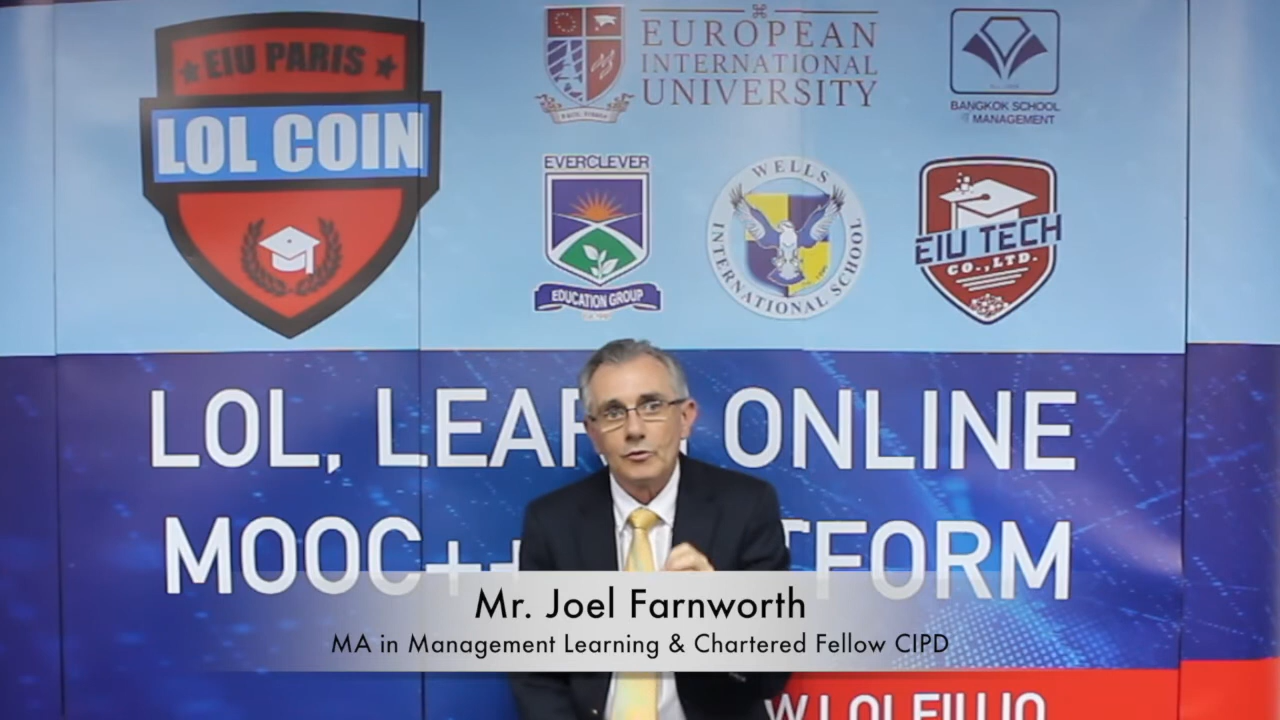 ★ EIU PARIS ★
LOL COIN
EUROPEAN
INTERNATIONAL
UNIVERSITY
BANGKOK SCHOOL
of MANAGEMENT
EVERCLEVER
EDUCATION GROUP
WELLS
INTERNATIONAL SCHOOL
EIU TECH
CO.,LTD.
LOL, LEARN ONLINE
MOOC++
TFORM
Mr. Joel Farnworth
MA in Management Learning & Chartered Fellow CIPD